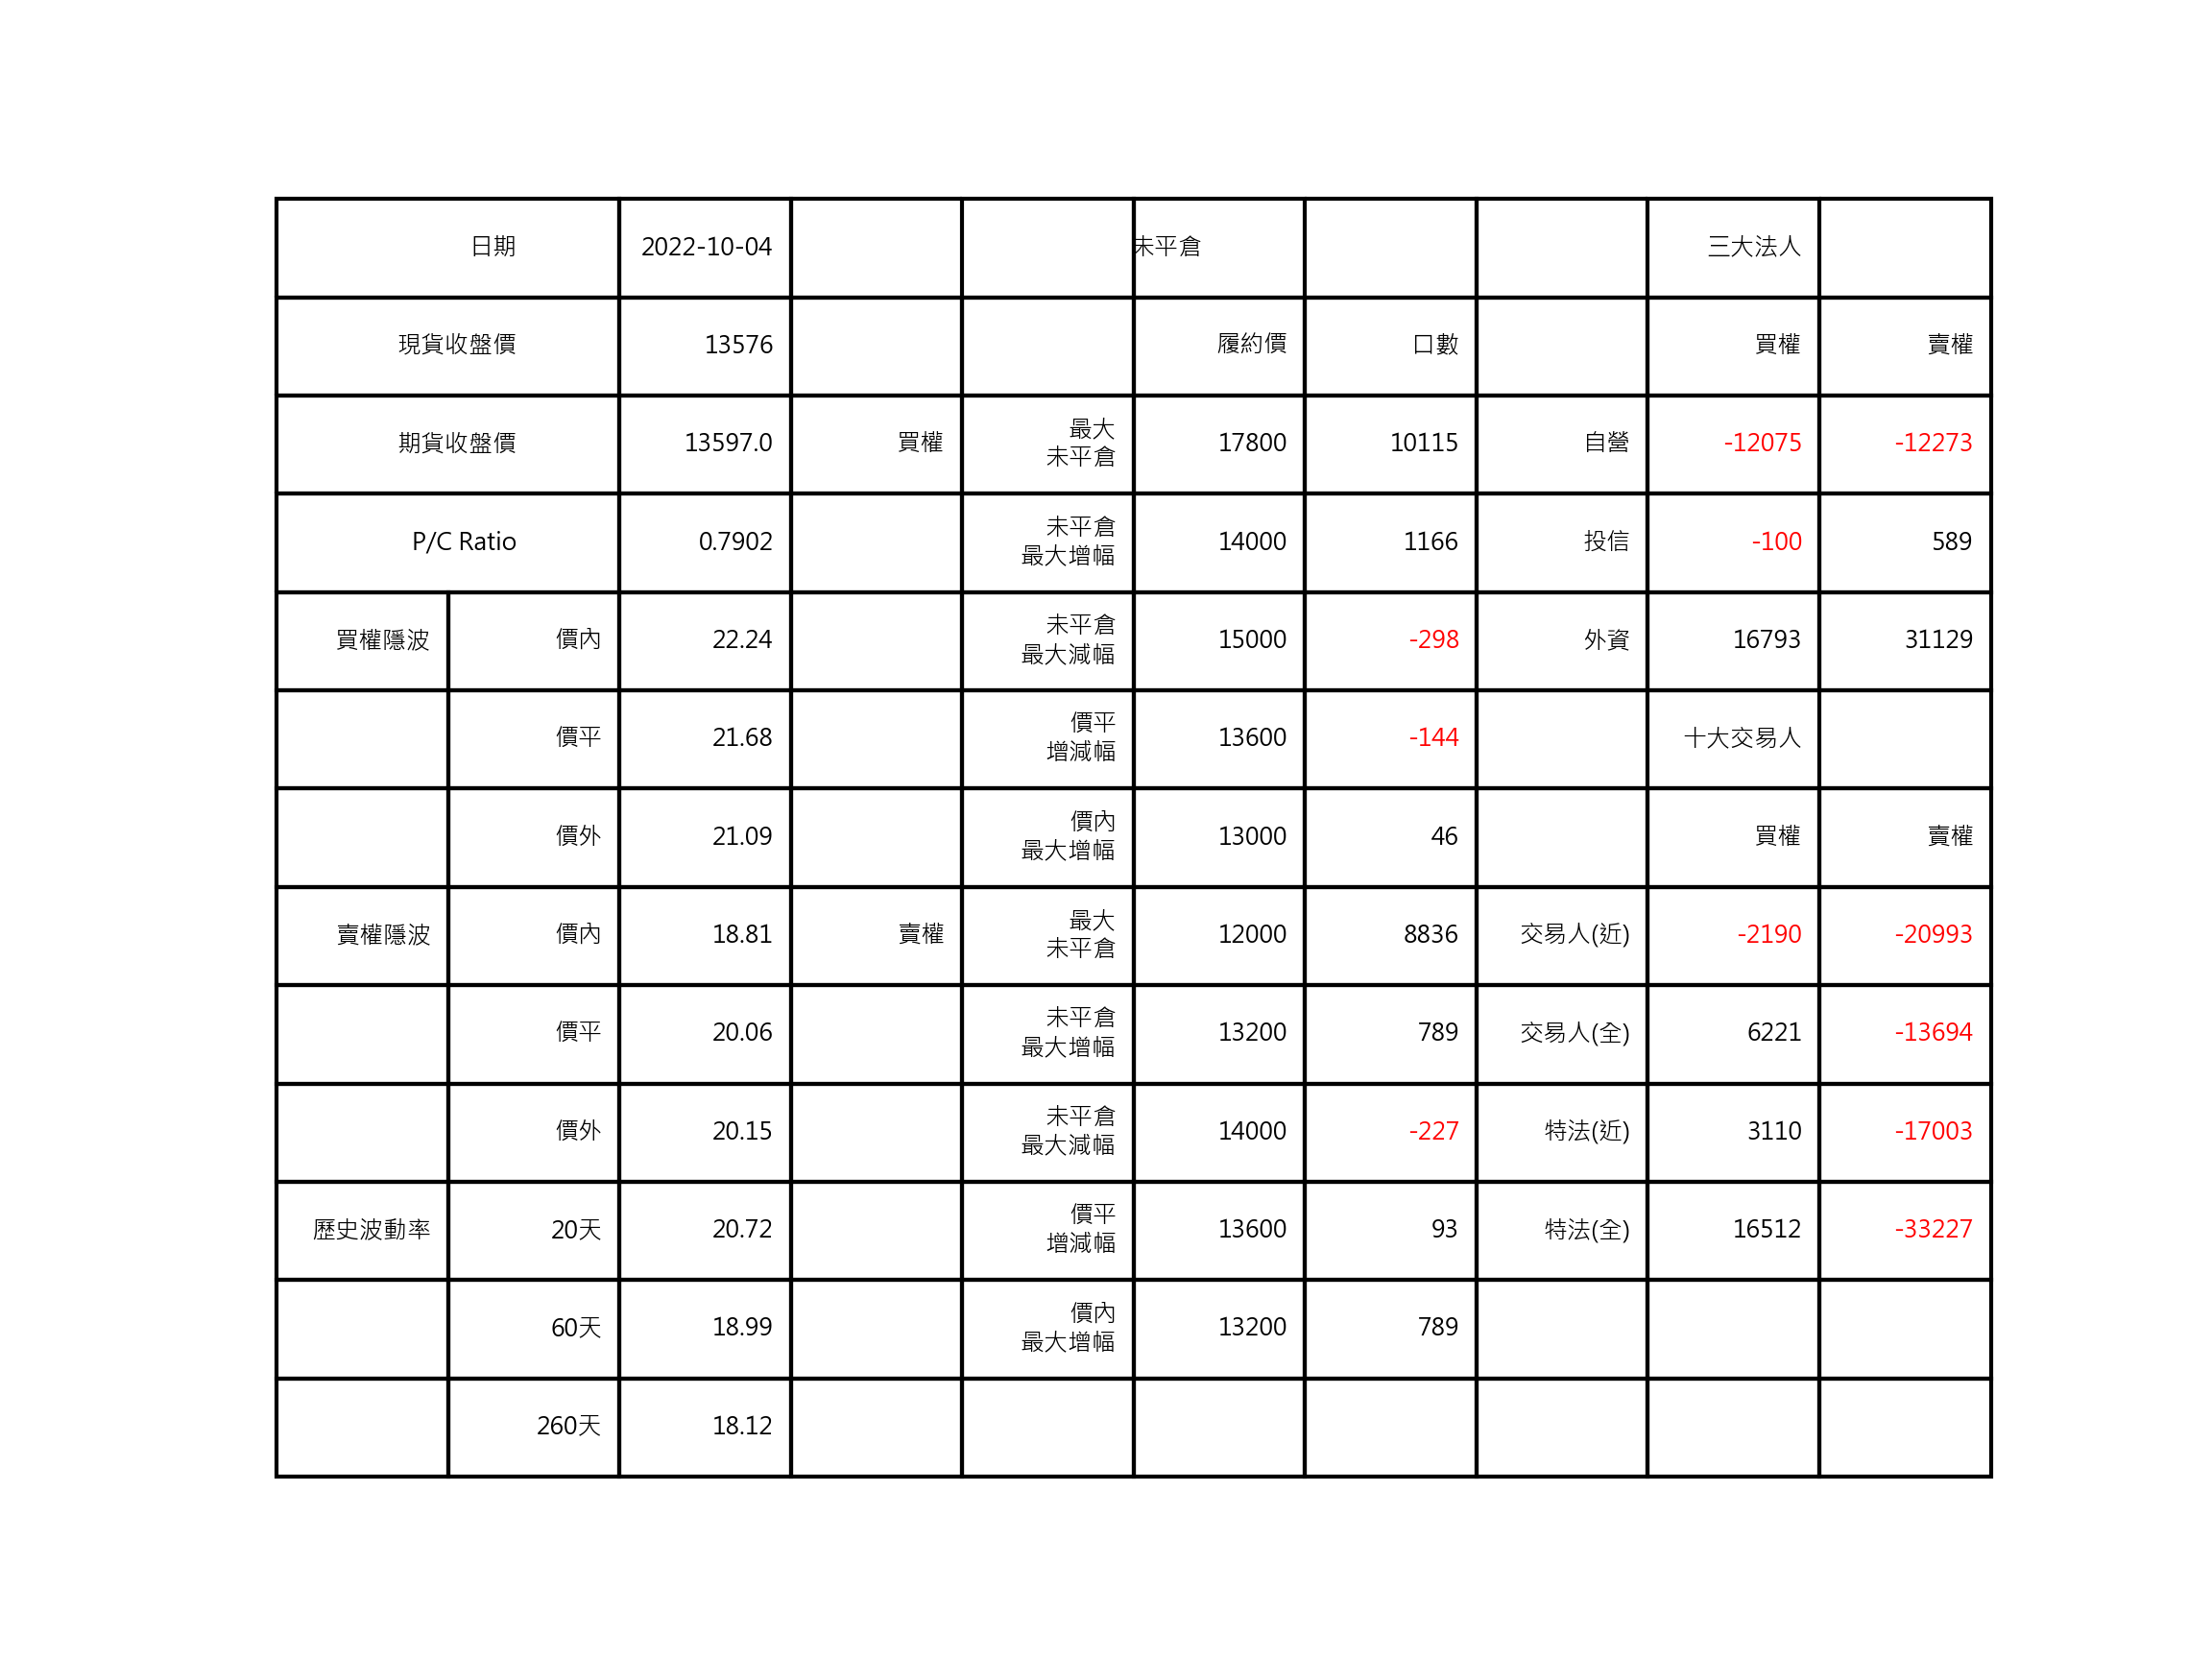 日期 2022-10-04 未平倉 三大法人
現貨收盤價 13576 履約價 口數 買權 賣權
期貨收盤價 13597.0 買權 最大 未平倉 17800 10115 自營 -12075 -12273
P/C Ratio 0.7902 未平倉 最大增幅 14000 1166 投信 -100 589
買權隱波 價內 22.24 未平倉 最大減幅 15000 -298 外資 16793 31129
價平 21.68 價平 增減幅 13600 -144 十大交易人
價外 21.09 價內 最大增幅 13000 46 買權 賣權
賣權隱波 價內 18.81 賣權 最大 未平倉 12000 8836 交易人(近) -2190 -20993
價平 20.06 未平倉 最大增幅 13200 789 交易人(全) 6221 -13694
價外 20.15 未平倉 最大減幅 14000 -227 特法(近) 3110 -17003
歷史波動率 20天 20.72 價平 增減幅 13600 93 特法(全) 16512 -33227
60天 18.99 價內 最大增幅 13200 789
260天 18.12